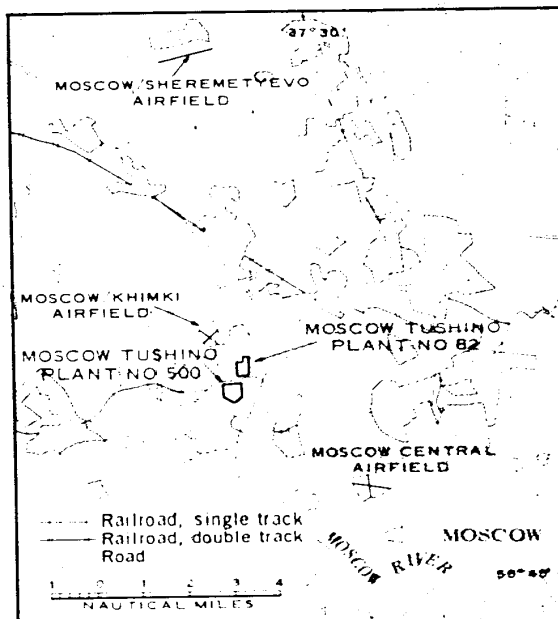 37° 30'
MOSCOW/SHEREMETYEVO
AIRFIELD
MOSCOW/KHIMKI
AIRFIELD
MOSCOW TUSHINO
PLANT NO 82
MOSCOW TUSHINO
PLANT NO 500
MOSCOW CENTRAL
AIRFIELD
Railroad, single track
Railroad, double track
Road
MOSCOW
MOSCOW RIVER
1 0 1 2 3 4
NAUTICAL MILES